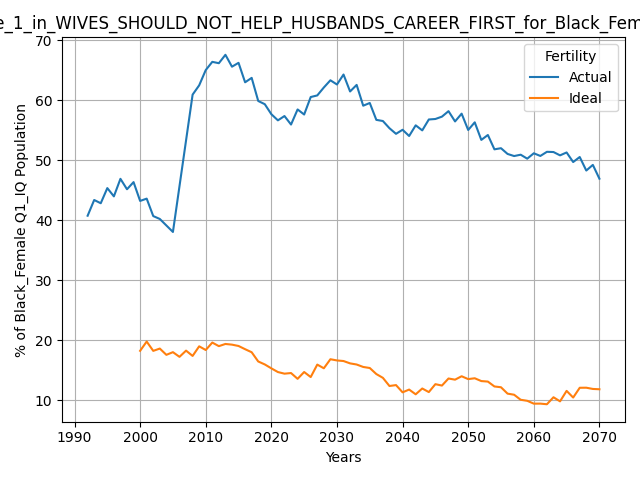 e_1_in_WIVES_SHOULD_NOT_HELP_HUSBANDS_CAREER_FIRST_for_Black_Fem
% of Black_Female Q1_IQ Population
70
60
50
40
30
20
10
Fertility
Actual
Ideal
1990 2000 2010 2020 2030 2040 2050 2060 2070
Years